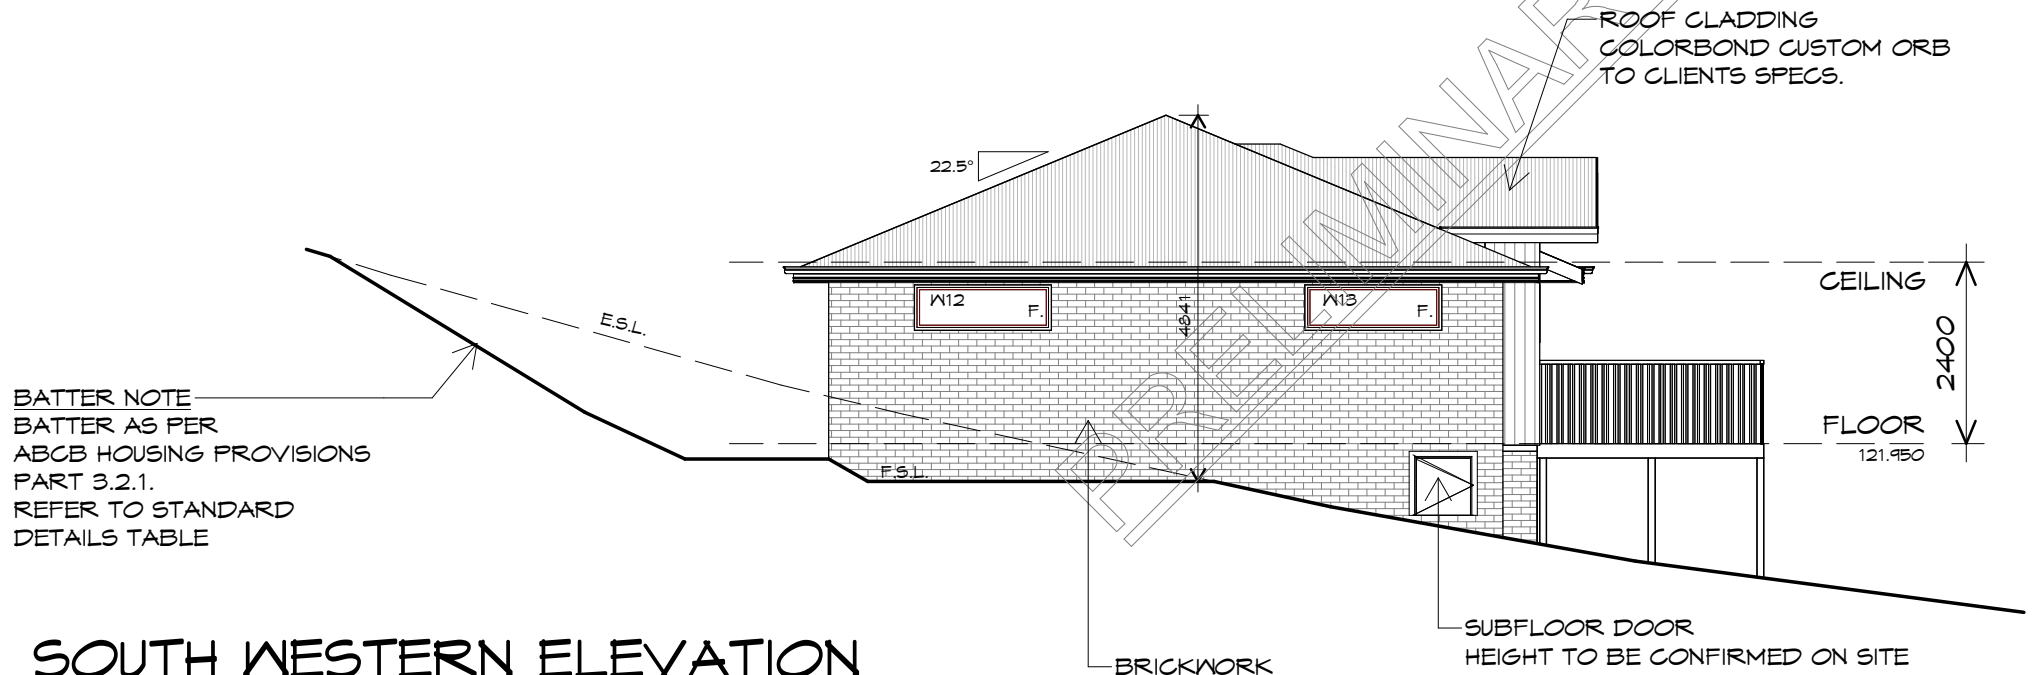 ROOF CLADDING
COLORBOND CUSTOM ORB
TO CLIENTS SPECS.
22.5°
CEILING
2400
FLOOR
121.950
W12
F.
W13
F.
4841
E.S.L.
F.S.L.
BATTER NOTE
BATTER AS PER
ABCB HOUSING PROVISIONS
PART 3.2.1.
REFER TO STANDARD
DETAILS TABLE
PRELIMINAR
SUBFLOOR DOOR
HEIGHT TO BE CONFIRMED ON SITE
BRICKWORK
SOUTH WESTERN ELEVATION